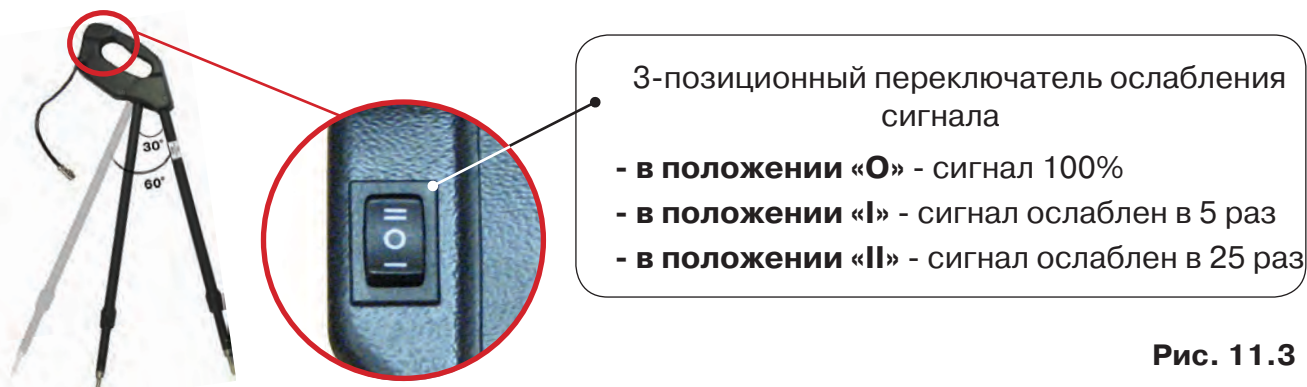 30°
60°
II
O
I
3-позиционный переключатель ослабления
сигнала
- в положении «О» - сигнал 100%
- в положении «I» - сигнал ослаблен в 5 раз
- в положении «II» - сигнал ослаблен в 25 раз
Рис. 11.3